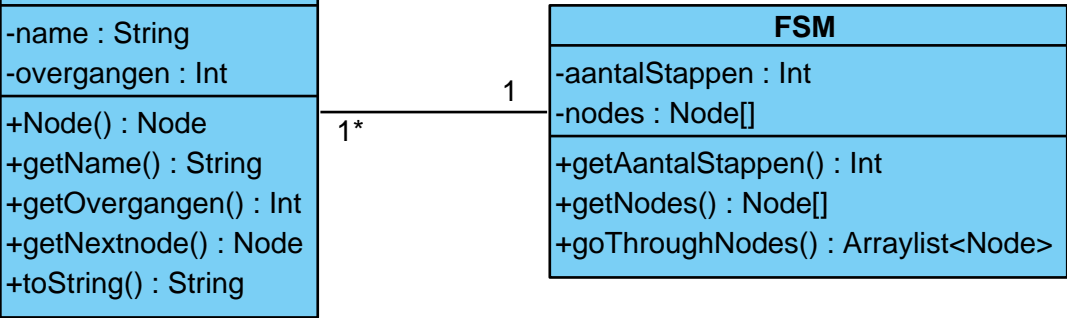 -name : String
-overgangen : Int
+Node() : Node
+getName() : String
+getOvergangen() : Int
+getNextnode() : Node
+toString() : String
1
1*
FSM
-aantalStappen : Int
-nodes : Node[]
+getAantalStappen() : Int
+getNodes() : Node[]
+goThroughNodes() : Arraylist<Node>